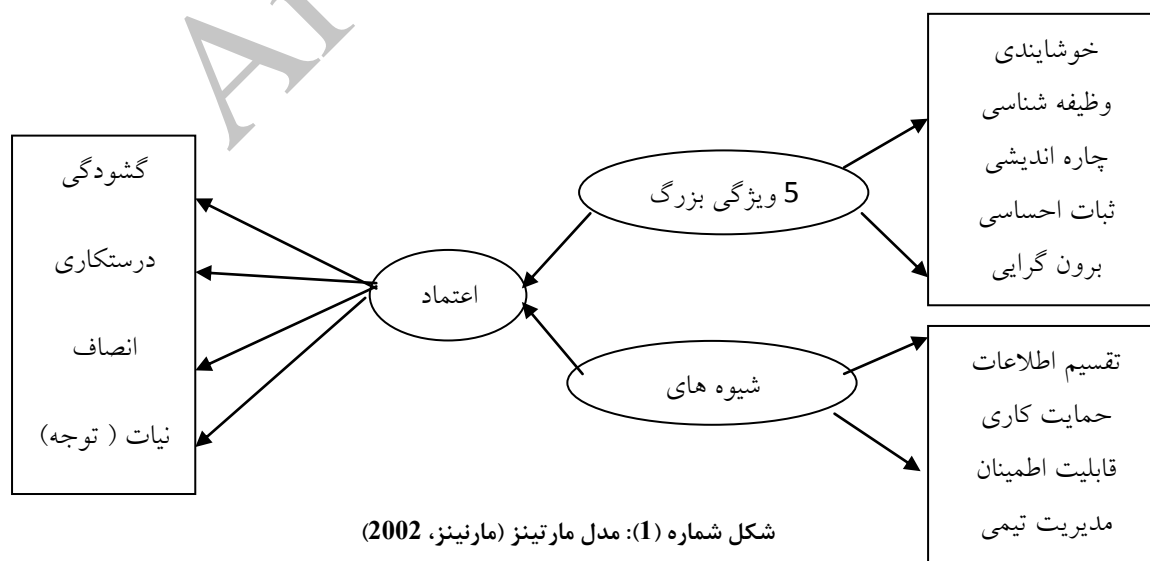 خوشایندی
وظیفه شناسی
چاره اندیشی
ثبات احساسی
برون گرایی
5 ویژگی بزرگ
گشودگی
درستکاری
انصاف
نیات ( توجه)
اعتماد
شیوه های
تقسیم اطلاعات
حمایت کاری
قابلیت اطمینان
مدیریت تیمی
شکل شماره (1): مدل مارتینز (مارنینز، 2002)
Ar